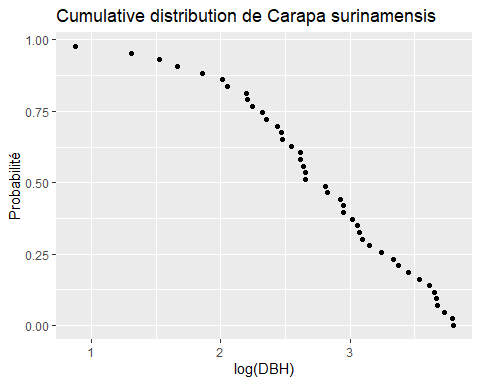 Cumulative distribution de Carapa surinamensis
1.00
0.75
0.50
0.25
0.00
Probabilité
1 2 3
log(DBH)